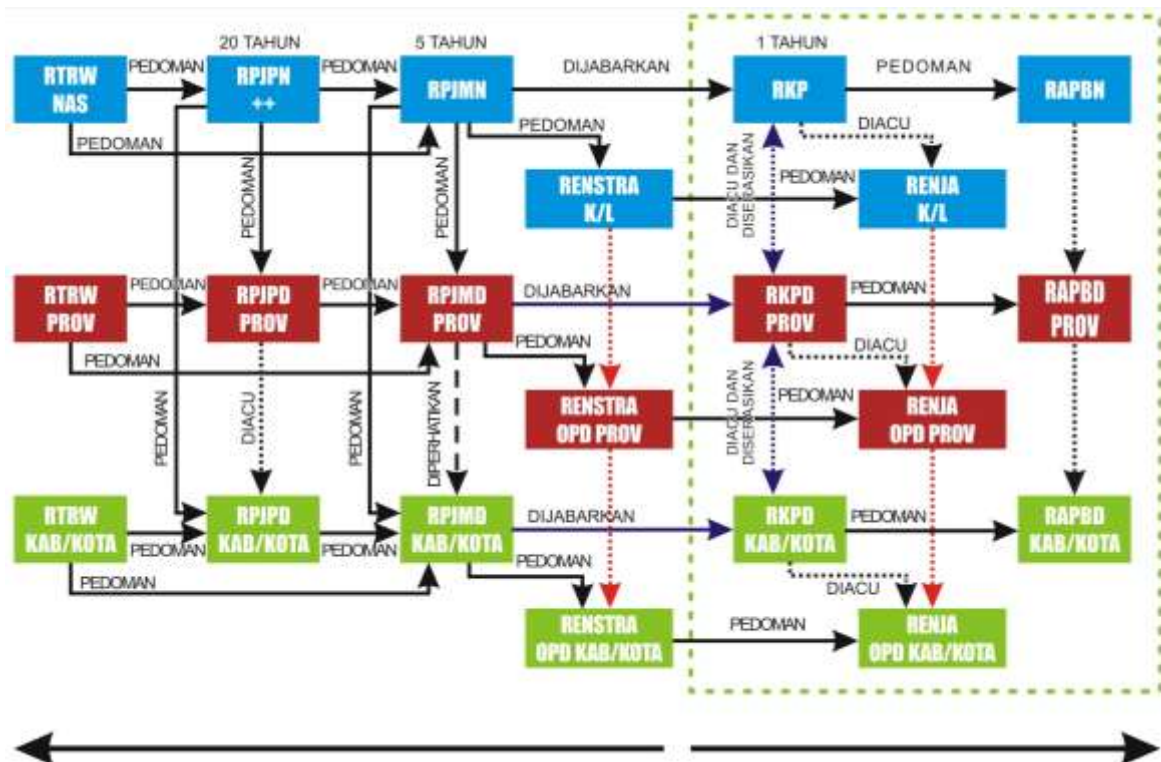 20 TAHUN
5 TAHUN
1 TAHUN
RTRW
NAS
PEDOMAN
RPJPN
++
PEDOMAN
RPJMN
DIJABARKAN
RKP
PEDOMAN
RAPBN
PEDOMAN
PEDOMAN
DIACU
PEDOMAN
PEDOMAN
RENSTRA
K/L
PEDOMAN
RENJA
K/L
DIACU DAN
DISERASIKAN
RTRW
PROV
PEDOMAN
RPJPD
PROV
PEDOMAN
RPJMD
PROV
DIJABARKAN
RKPD
PROV
PEDOMAN
RAPBD
PROV
PEDOMAN
PEDOMAN
DIACU
PEDOMAN
DIACU
PEDOMAN
DIPERHATIKAN
RENSTRA
OPD PROV
PEDOMAN
RENJA
OPD PROV
DIACU DAN
DISERASIKAN
RTRW
KAB/KOTA
PEDOMAN
RPJPD
KAB/KOTA
PEDOMAN
RPJMD
KAB/KOTA
DIJABARKAN
RKPD
KAB/KOTA
PEDOMAN
RAPBD
KAB/KOTA
PEDOMAN
PEDOMAN
DIACU
RENSTRA
OPD KAB/KOTA
PEDOMAN
RENJA
OPD KAB/KOTA